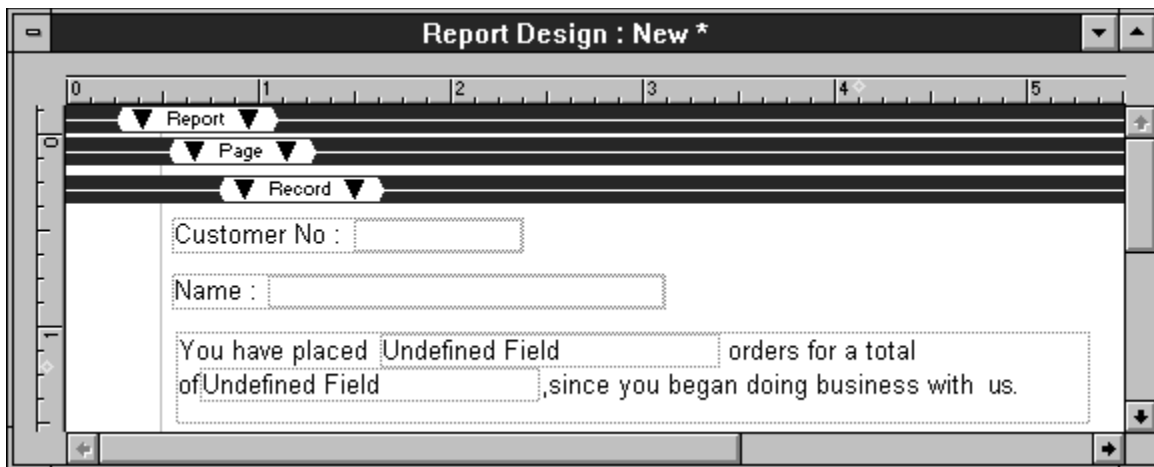 Report Design : New *
0 1 2 3 4 5
Report
0
Page
Record
Customer No :
Name :
1
You have placed Undefined Field orders for a total
of Undefined Field ,since you began doing business with us.